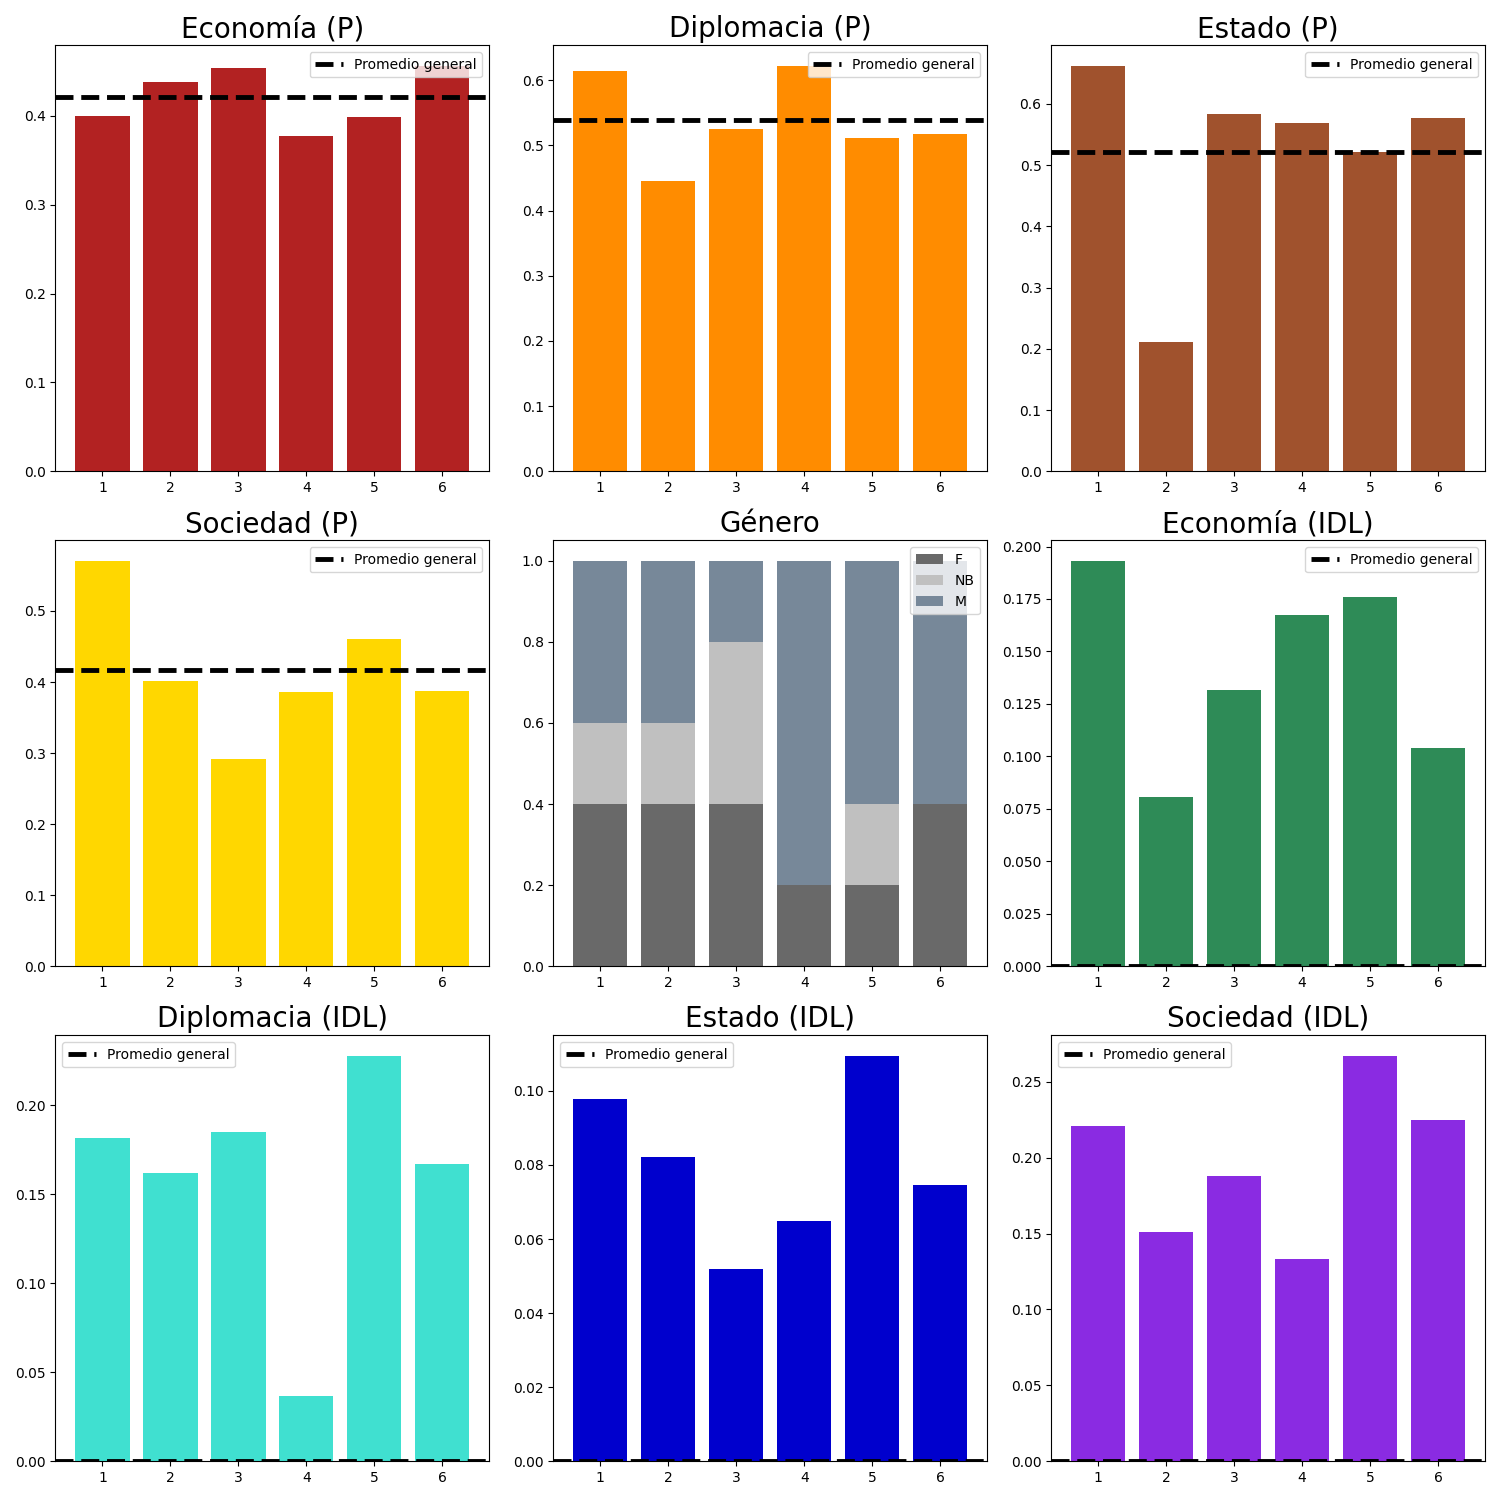 Economía (P)
Promedio general
0.4
0.3
0.2
0.1
0.0
1 2 3 4 5 6
Diplomacia (P)
Promedio general
0.6
0.5
0.4
0.3
0.2
0.1
0.0
1 2 3 4 5 6
Estado (P)
Promedio general
0.6
0.5
0.4
0.3
0.2
0.1
0.0
1 2 3 4 5 6
Sociedad (P)
Promedio general
0.5
0.4
0.3
0.2
0.1
0.0
1 2 3 4 5 6
Género
F
NB
M
1.0
0.8
0.6
0.4
0.2
0.0
1 2 3 4 5 6
Economía (IDL)
Promedio general
0.200
0.175
0.150
0.125
0.100
0.075
0.050
0.025
0.000
1 2 3 4 5 6
Diplomacia (IDL)
Promedio general
0.20
0.15
0.10
0.05
0.00
1 2 3 4 5 6
Estado (IDL)
Promedio general
0.10
0.08
0.06
0.04
0.02
0.00
1 2 3 4 5 6
Sociedad (IDL)
Promedio general
0.25
0.20
0.15
0.10
0.05
0.00
1 2 3 4 5 6